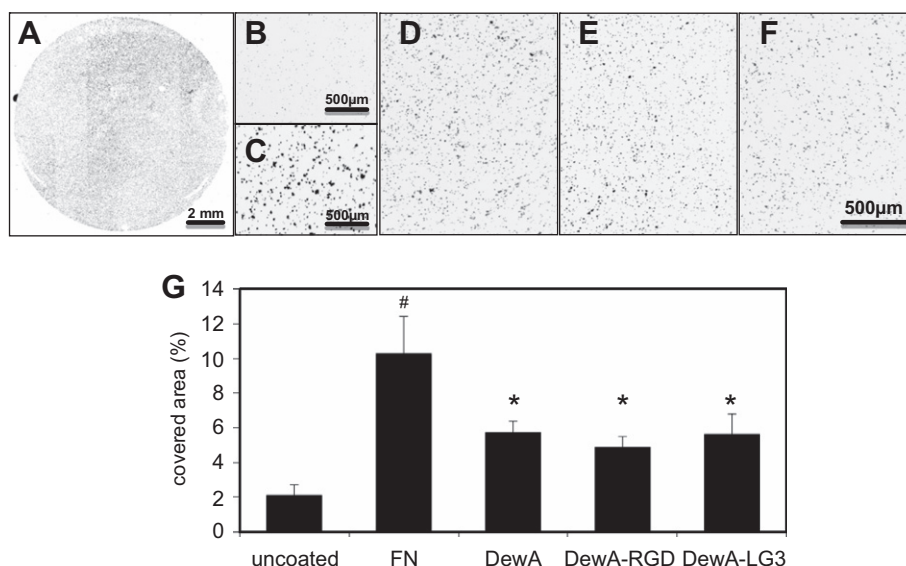 A
B
D
E
F
500µm
C
2 mm
500µm
500µm
G
14
#
12
10
8
* * *
6
4
2
0
covered area (%)
uncoated FN DewA DewA-RGD DewA-LG3